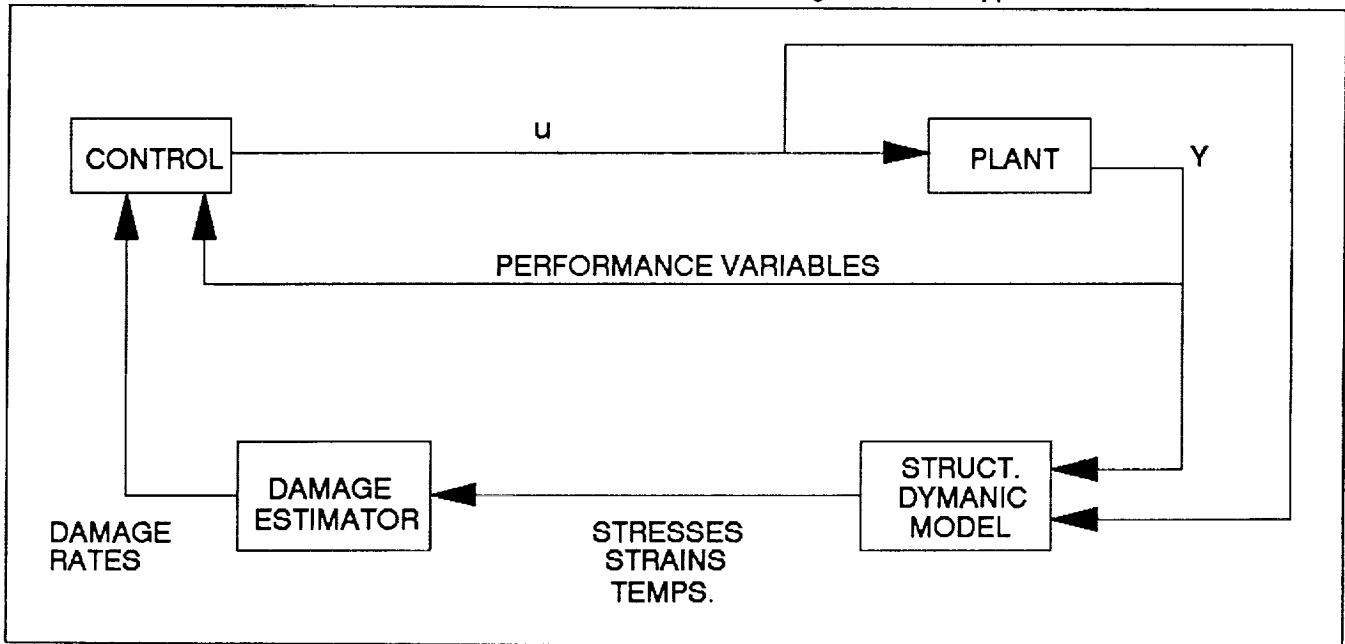 u
CONTROL
PLANT
Y
PERFORMANCE VARIABLES
STRUCT.
DYMANIC
MODEL
DAMAGE
ESTIMATOR
DAMAGE
RATES
STRESSES
STRAINS
TEMPS.